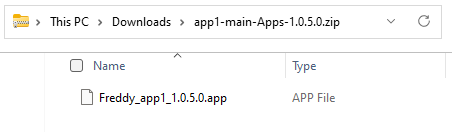 This PC > Downloads > app1-main-Apps-1.0.5.0.zip
Name Type
Freddy_app1_1.0.5.0.app APP File